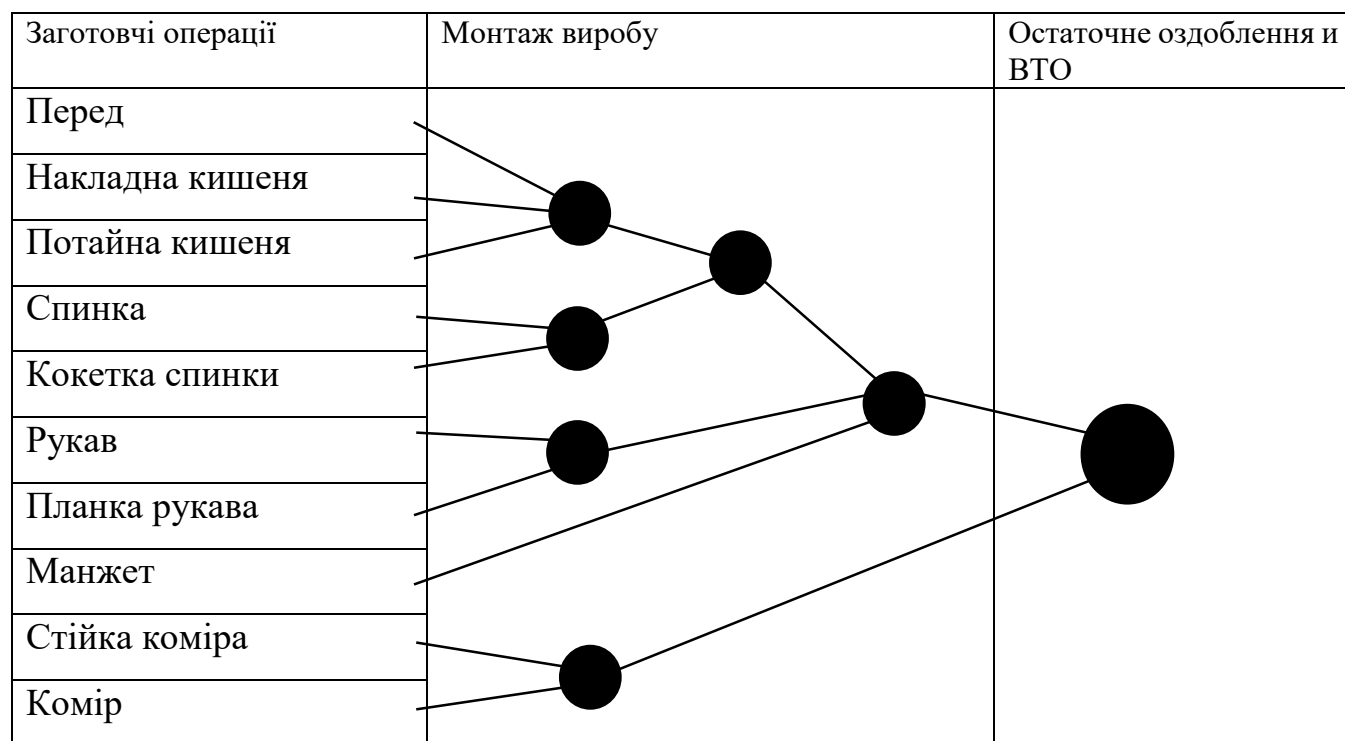 Заготовчі операції
Монтаж виробу
Остаточне оздоблення и
ВТО
Перед
Накладна кишеня
Потайна кишеня
Спинка
Кокетка спинки
Рукав
Планка рукава
Манжет
Стійка коміра
Комір